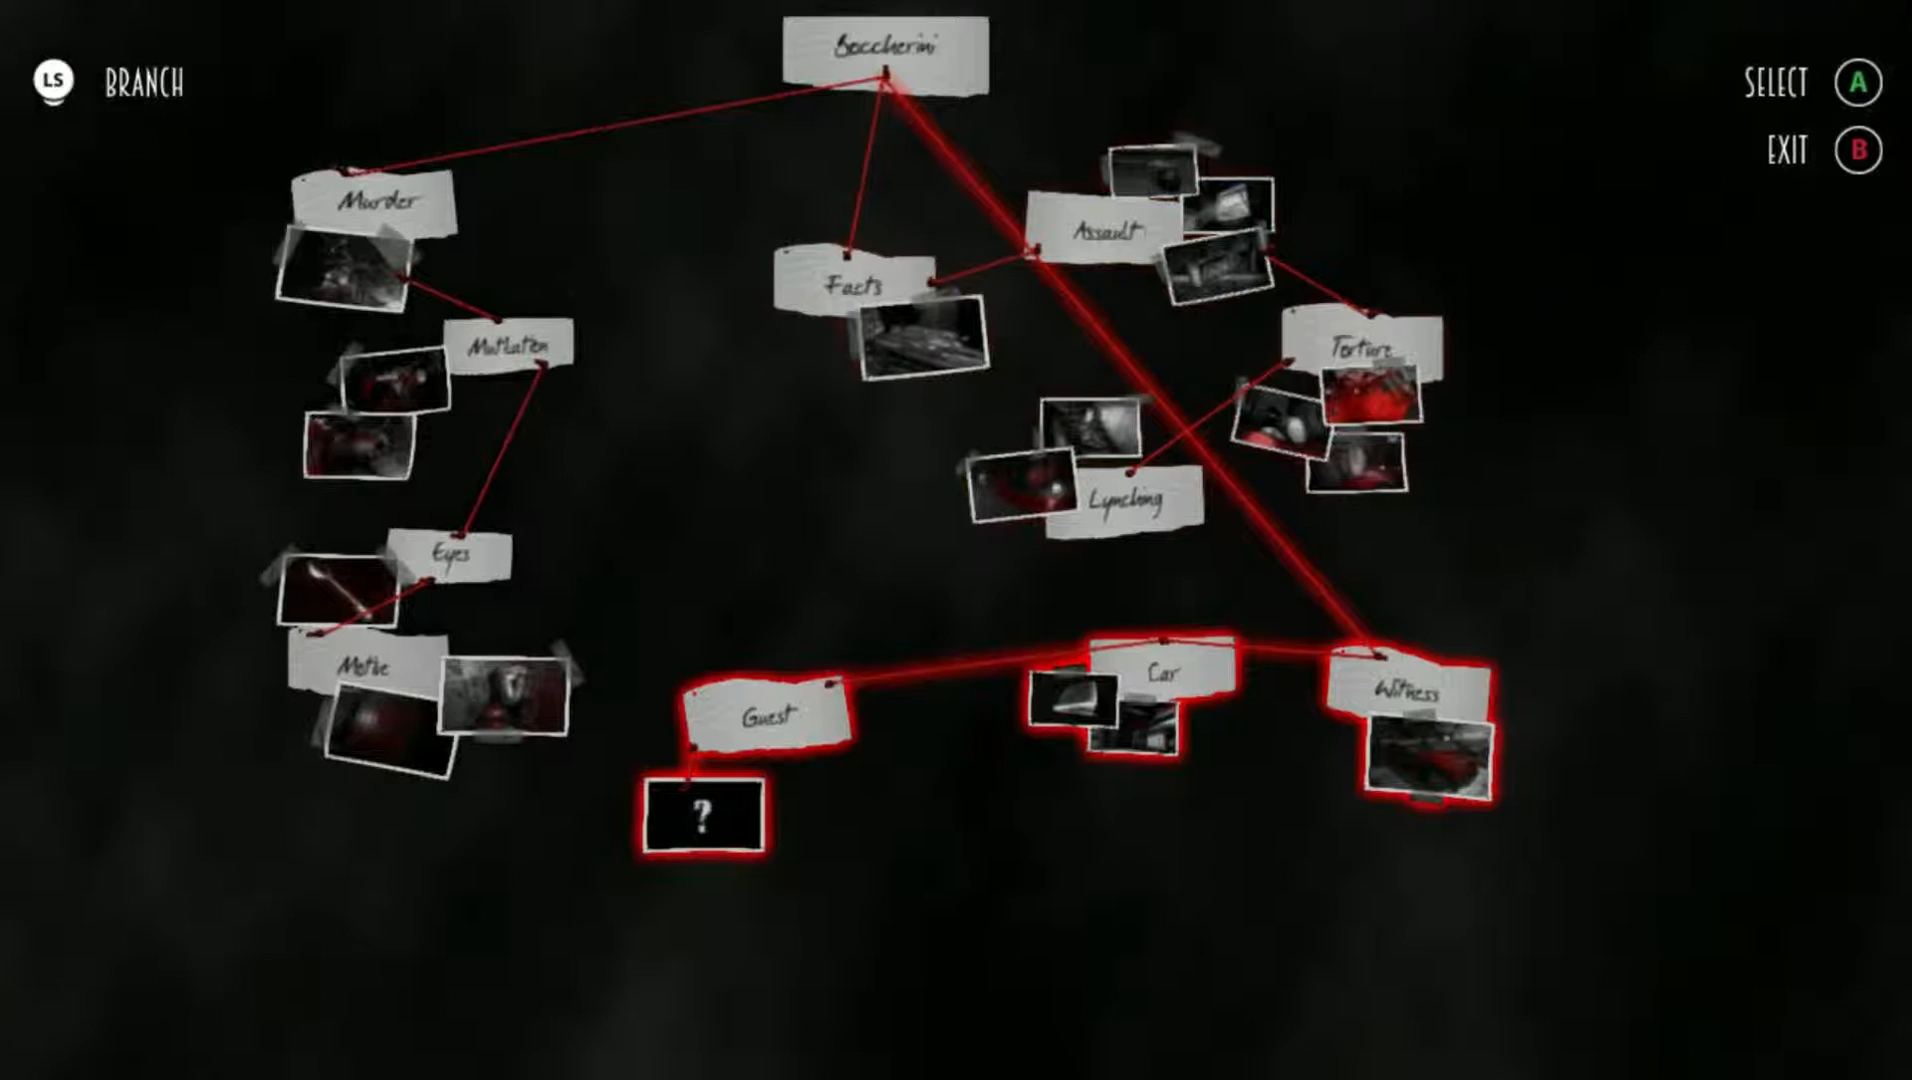 Boccherini
LS BRANCH
SELECT A
EXIT B
Murder
Assault
Facts
Mutilation
Torture
Lynching
Eyes
Motive
Guest
Car
Witness
?